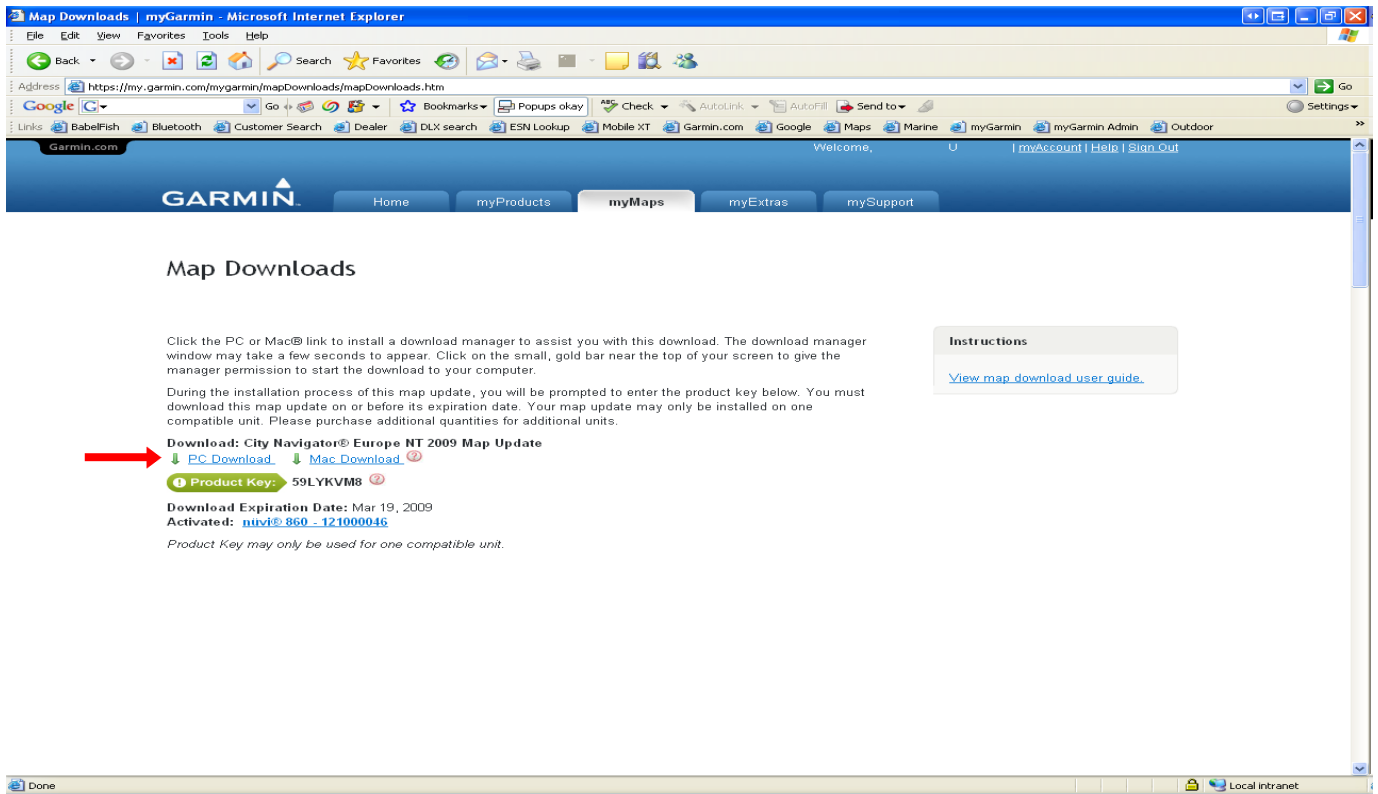 Map Downloads | myGarmin - Microsoft Internet Explorer
File Edit View Favorites Tools Help
Back Search Favorites
Address https://my.garmin.com/mygarmin/mapDownloads/mapDownloads.htm Go
Google G Go Bookmarks Popups okay ABC Check AutoLink AutoFill Send to Settings
Links BabelFish Bluetooth Customer Search Dealer DLX search ESN Lookup Mobile XT Garmin.com Google Maps Marine myGarmin myGarmin Admin Outdoor »
Garmin.com Welcome, U | myAccount | Help | Sign Out
GARMIN Home myProducts myMaps myExtras mySupport
Map Downloads
Click the PC or Mac® link to install a download manager to assist you with this download. The download manager
window may take a few seconds to appear. Click on the small, gold bar near the top of your screen to give the
manager permission to start the download to your computer.
During the installation process of this map update, you will be prompted to enter the product key below. You must
download this map update on or before its expiration date. Your map update may only be installed on one
compatible unit. Please purchase additional quantities for additional units.
Download: City Navigator® Europe NT 2009 Map Update
PC Download Mac Download ?
! Product Key: 59LYKVM8 ?
Download Expiration Date: Mar 19, 2009
Activated: nüvi® 860 - 121000046
Product Key may only be used for one compatible unit.
Instructions
View map download user guide.
Done Local intranet